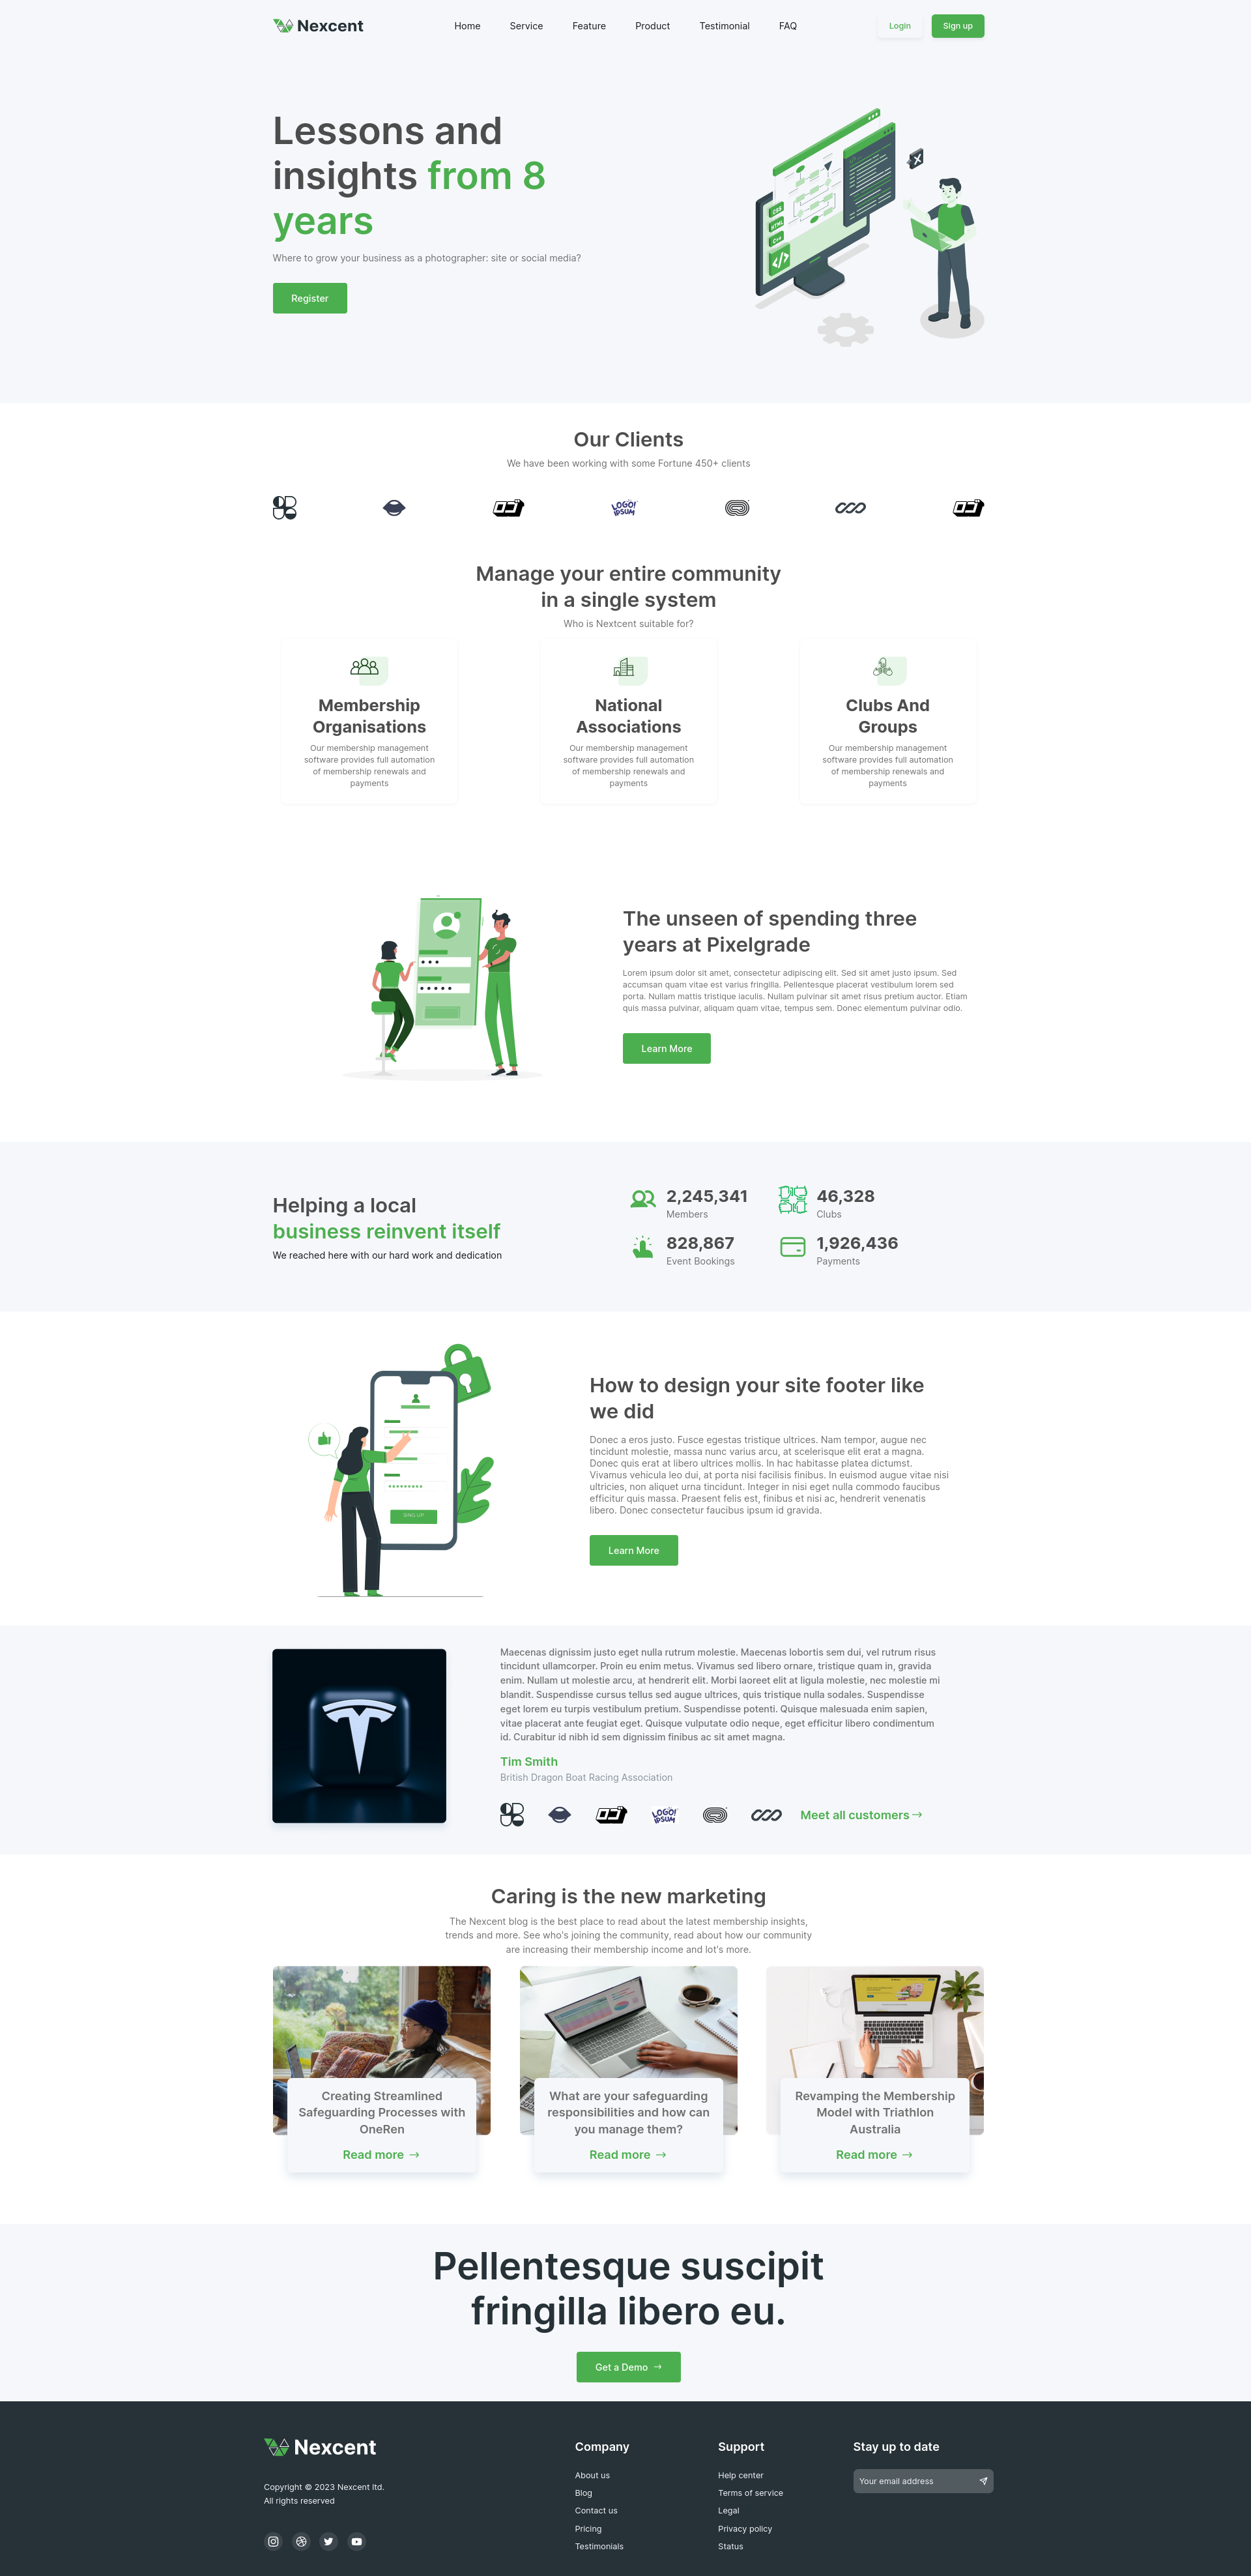 Nexcent
Home Service Feature Product Testimonial FAQ
Login Sign up
Lessons and
insights from 8
years
Where to grow your business as a photographer: site or social media?
Register
CSS
HTML
C++
</>
Our Clients
We have been working with some Fortune 450+ clients
LOGO!
IPSUM
Manage your entire community
in a single system
Who is Nextcent suitable for?
Membership
Organisations
Our membership management
software provides full automation
of membership renewals and
payments
National
Associations
Our membership management
software provides full automation
of membership renewals and
payments
Clubs And
Groups
Our membership management
software provides full automation
of membership renewals and
payments
The unseen of spending three
years at Pixelgrade
Lorem ipsum dolor sit amet, consectetur adipiscing elit. Sed sit amet justo ipsum. Sed
accumsan quam vitae est varius fringilla. Pellentesque placerat vestibulum lorem sed
porta. Nullam mattis tristique iaculis. Nullam pulvinar sit amet risus pretium auctor. Etiam
quis massa pulvinar, aliquam quam vitae, tempus sem. Donec elementum pulvinar odio.
Learn More
Helping a local
business reinvent itself
We reached here with our hard work and dedication
2,245,341
Members
46,328
Clubs
828,867
Event Bookings
1,926,436
Payments
SING UP
How to design your site footer like
we did
Donec a eros justo. Fusce egestas tristique ultrices. Nam tempor, augue nec
tincidunt molestie, massa nunc varius arcu, at scelerisque elit erat a magna.
Donec quis erat at libero ultrices mollis. In hac habitasse platea dictumst.
Vivamus vehicula leo dui, at porta nisi facilisis finibus. In euismod augue vitae nisi
ultricies, non aliquet urna tincidunt. Integer in nisi eget nulla commodo faucibus
efficitur quis massa. Praesent felis est, finibus et nisi ac, hendrerit venenatis
libero. Donec consectetur faucibus ipsum id gravida.
Learn More
Maecenas dignissim justo eget nulla rutrum molestie. Maecenas lobortis sem dui, vel rutrum risus
tincidunt ullamcorper. Proin eu enim metus. Vivamus sed libero ornare, tristique quam in, gravida
enim. Nullam ut molestie arcu, at hendrerit elit. Morbi laoreet elit at ligula molestie, nec molestie mi
blandit. Suspendisse cursus tellus sed augue ultrices, quis tristique nulla sodales. Suspendisse
eget lorem eu turpis vestibulum pretium. Suspendisse potenti. Quisque malesuada enim sapien,
vitae placerat ante feugiat eget. Quisque vulputate odio neque, eget efficitur libero condimentum
id. Curabitur id nibh id sem dignissim finibus ac sit amet magna.
Tim Smith
British Dragon Boat Racing Association
LOGO!
IPSUM
Meet all customers →
Caring is the new marketing
The Nexcent blog is the best place to read about the latest membership insights,
trends and more. See who's joining the community, read about how our community
are increasing their membership income and lot's more.
Creating Streamlined
Safeguarding Processes with
OneRen
Read more →
What are your safeguarding
responsibilities and how can
you manage them?
Read more →
Revamping the Membership
Model with Triathlon
Australia
Read more →
Pellentesque suscipit
fringilla libero eu.
Get a Demo →
Nexcent
Copyright © 2023 Nexcent ltd.
All rights reserved
Company
About us
Blog
Contact us
Pricing
Testimonials
Support
Help center
Terms of service
Legal
Privacy policy
Status
Stay up to date
Your email address